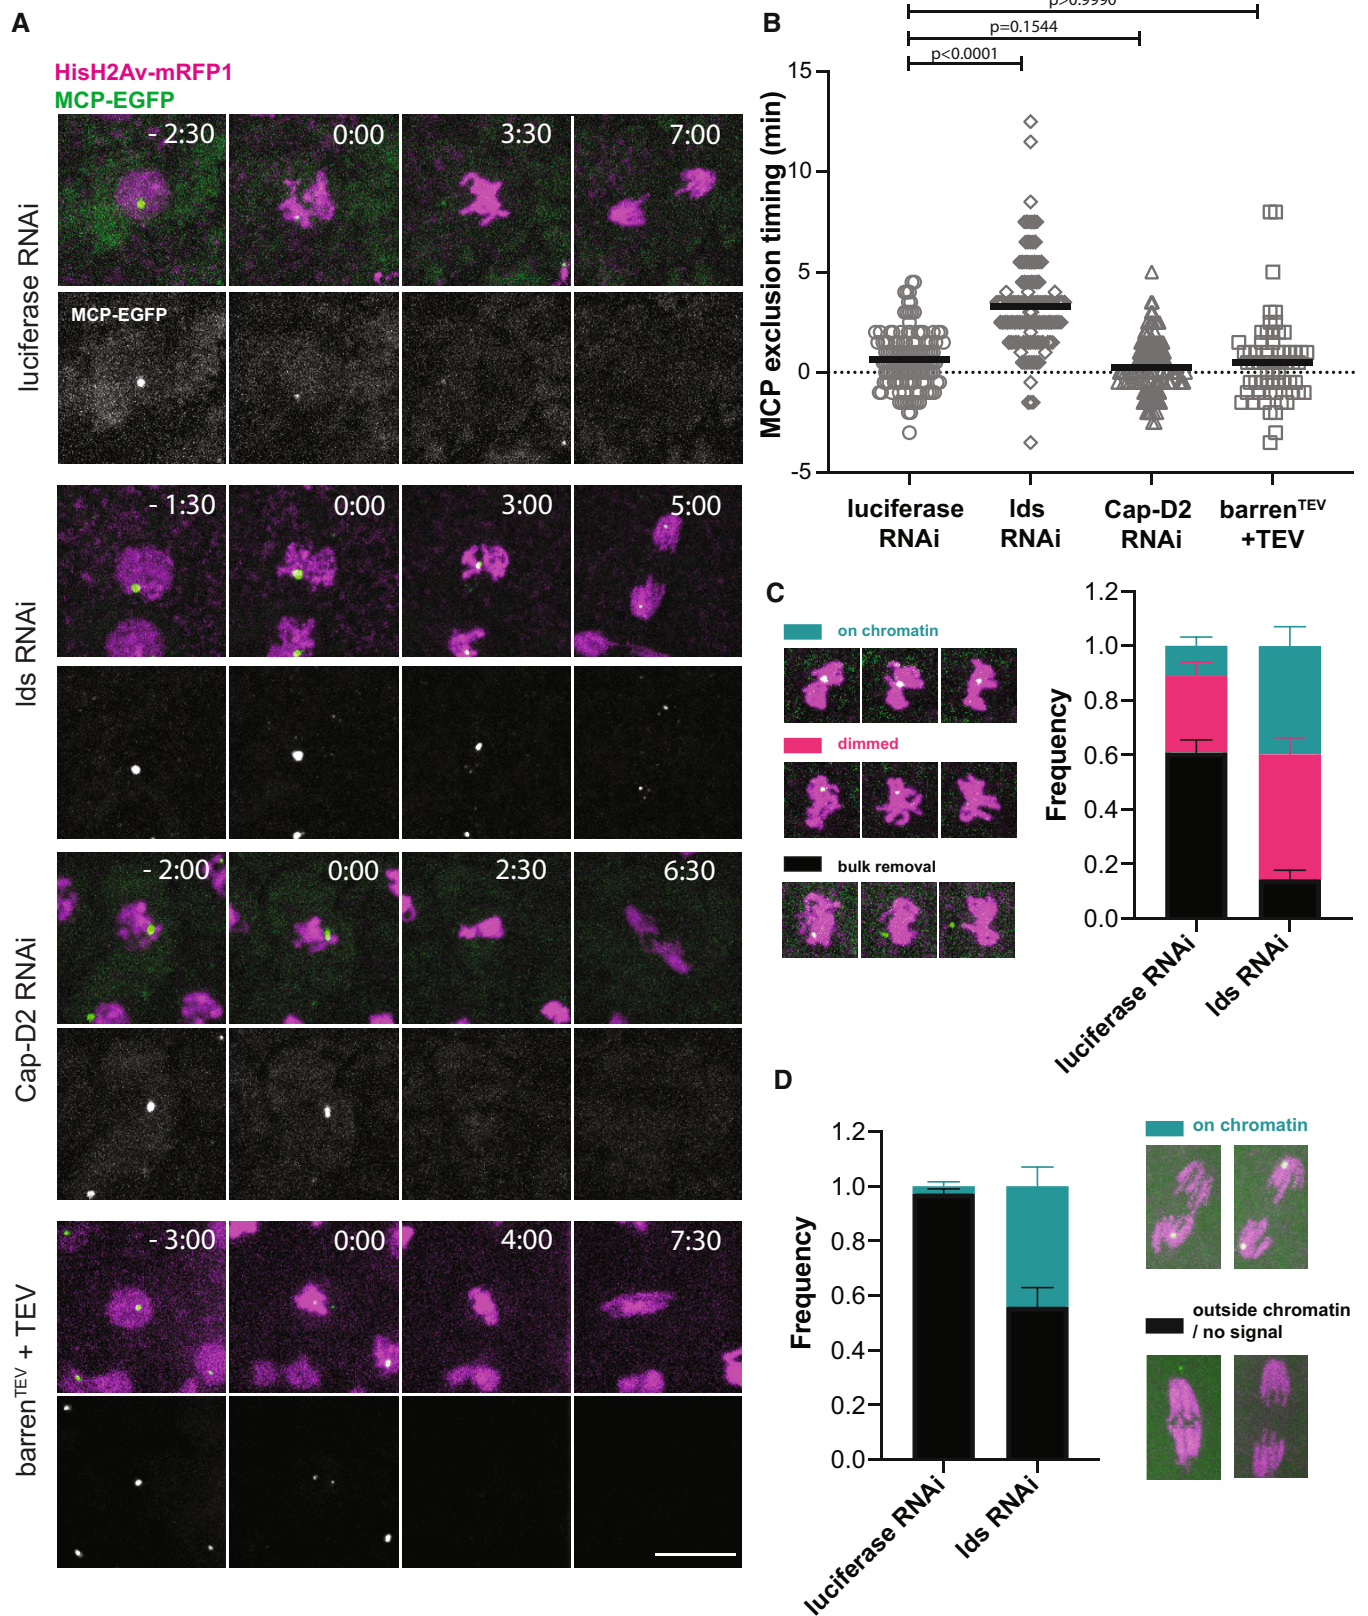 A
HisH2Av-mRFP1
MCP-EGFP
luciferase RNAi
- 2:30
0:00
3:30
7:00
MCP-EGFP
lds RNAi
- 1:30
0:00
3:00
5:00
Cap-D2 RNAi
- 2:00
0:00
2:30
6:30
barrenTEV + TEV
- 3:00
0:00
4:00
7:30
B
p>0.9990
p=0.1544
p<0.0001
MCP exclusion timing (min)
15
10
5
0
-5
luciferase RNAi
lds RNAi
Cap-D2 RNAi
barrenTEV +TEV
C
on chromatin
dimmed
bulk removal
Frequency
1.2
1.0
0.8
0.6
0.4
0.2
0.0
luciferase RNAi
lds RNAi
D
Frequency
1.2
1.0
0.8
0.6
0.4
0.2
0.0
luciferase RNAi
lds RNAi
on chromatin
outside chromatin
/ no signal